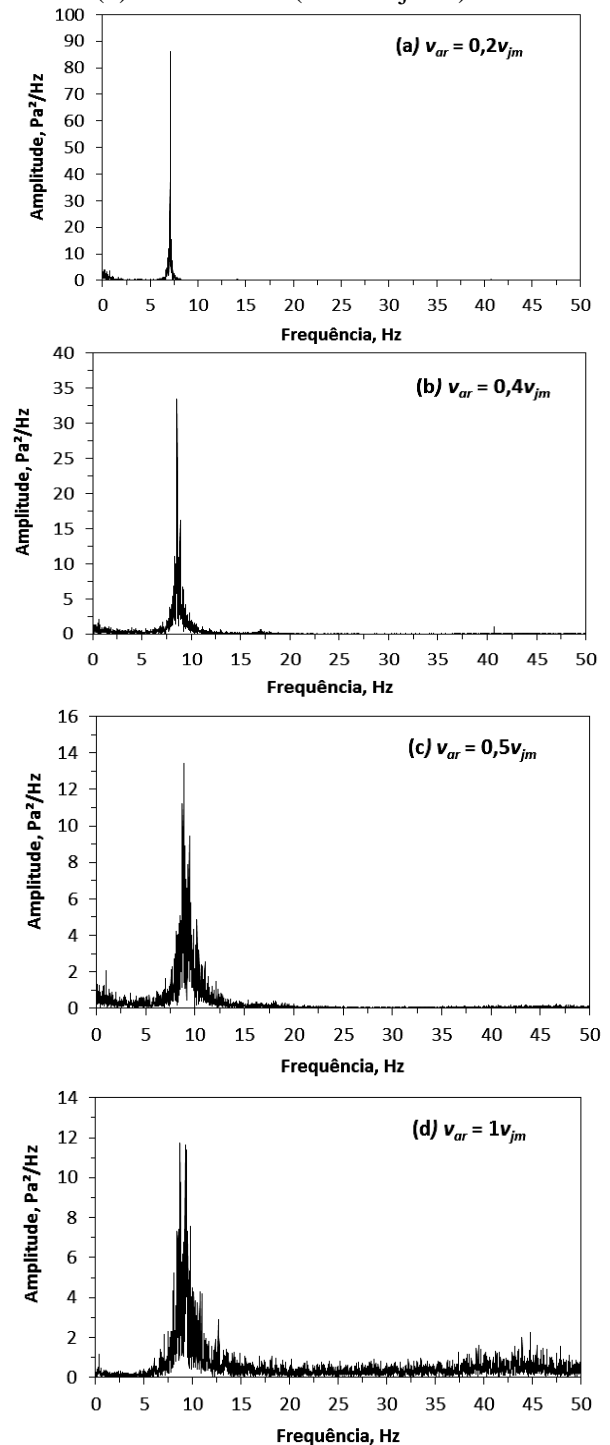 (a) v_ar = 0,2v_jm
Amplitude, Pa²/Hz
100
90
80
70
60
50
40
30
20
10
0
0 5 10 15 20 25 30 35 40 45 50
Frequência, Hz
(b) v_ar = 0,4v_jm
Amplitude, Pa²/Hz
40
35
30
25
20
15
10
5
0
0 5 10 15 20 25 30 35 40 45 50
Frequência, Hz
(c) v_ar = 0,5v_jm
Amplitude, Pa²/Hz
16
14
12
10
8
6
4
2
0
0 5 10 15 20 25 30 35 40 45 50
Frequência, Hz
(d) v_ar = 1v_jm
Amplitude, Pa²/Hz
14
12
10
8
6
4
2
0
0 5 10 15 20 25 30 35 40 45 50
Frequência, Hz